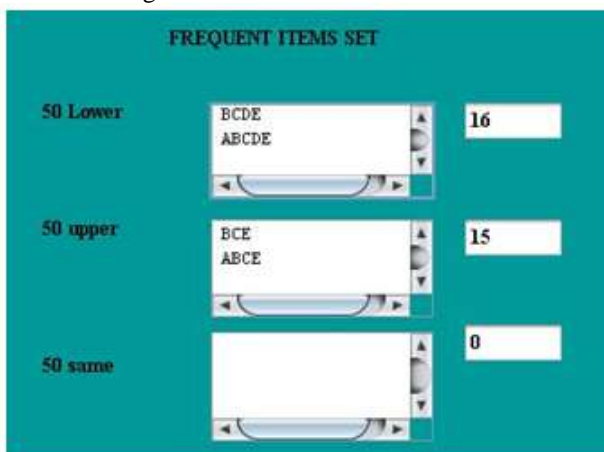 FREQUENT ITEMS SET
50 Lower
BCDE
ABCDE
16
50 upper
BCE
ABCE
15
50 same
0